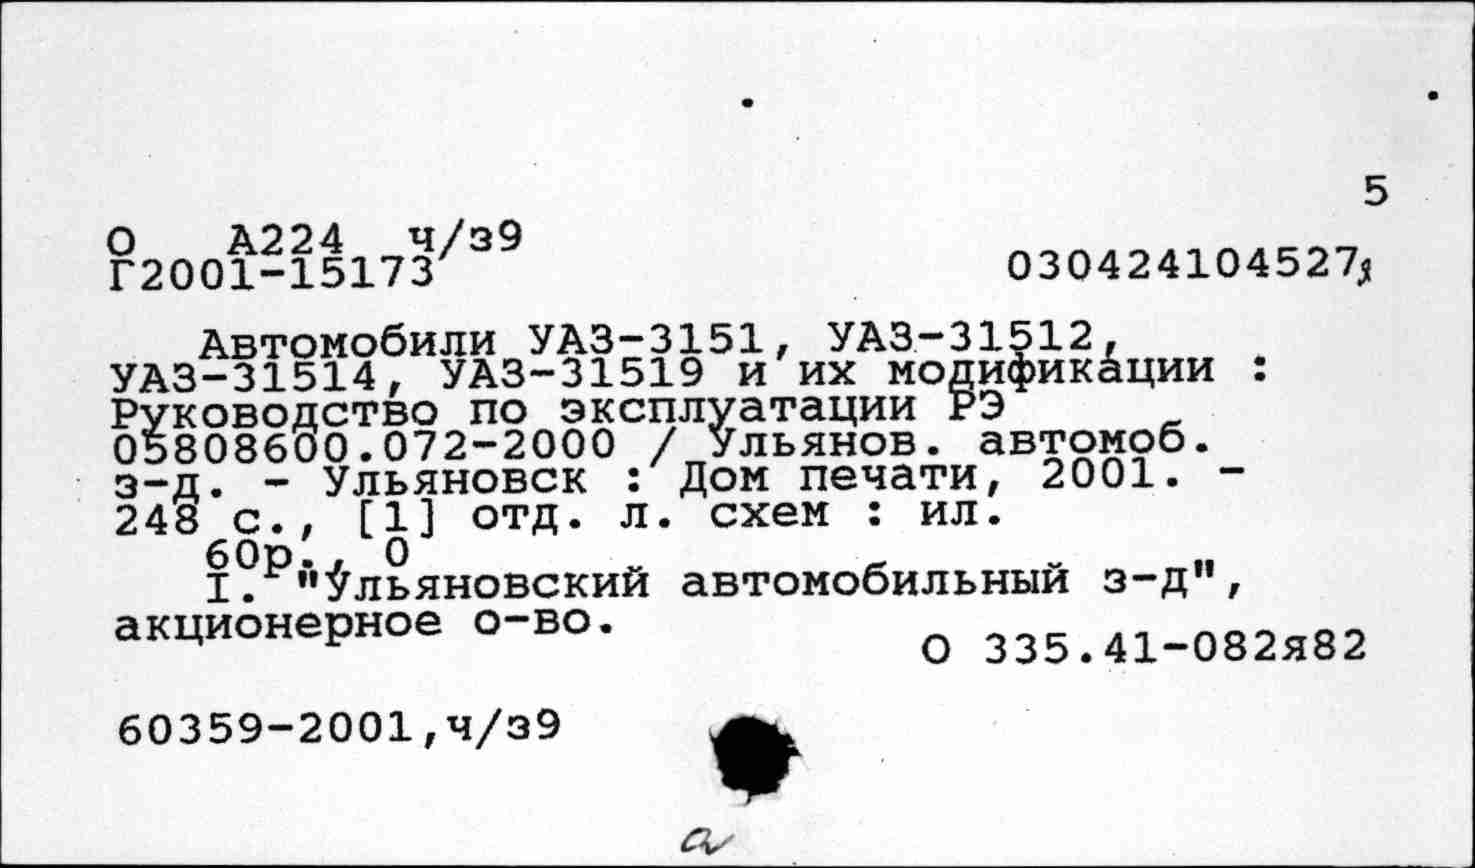 5
О А224 ч/з9
Г2001-15173
030424104527
Автомобили УАЗ-3151, УАЗ-31512,
УАЗ-31514, УАЗ-31519 и их модификации :
Руководство по эксплуатации РЭ
05808600.072-2000 / Ульянов. автомоб.
з-д. - Ульяновск : Дом печати, 2001. -
248 с., [1] отд. л. схем : ил.
60р., 0
I. "Ульяновский автомобильный з-д",
акционерное о-во.
О 335.41-082я82
60359-2001,ч/з9